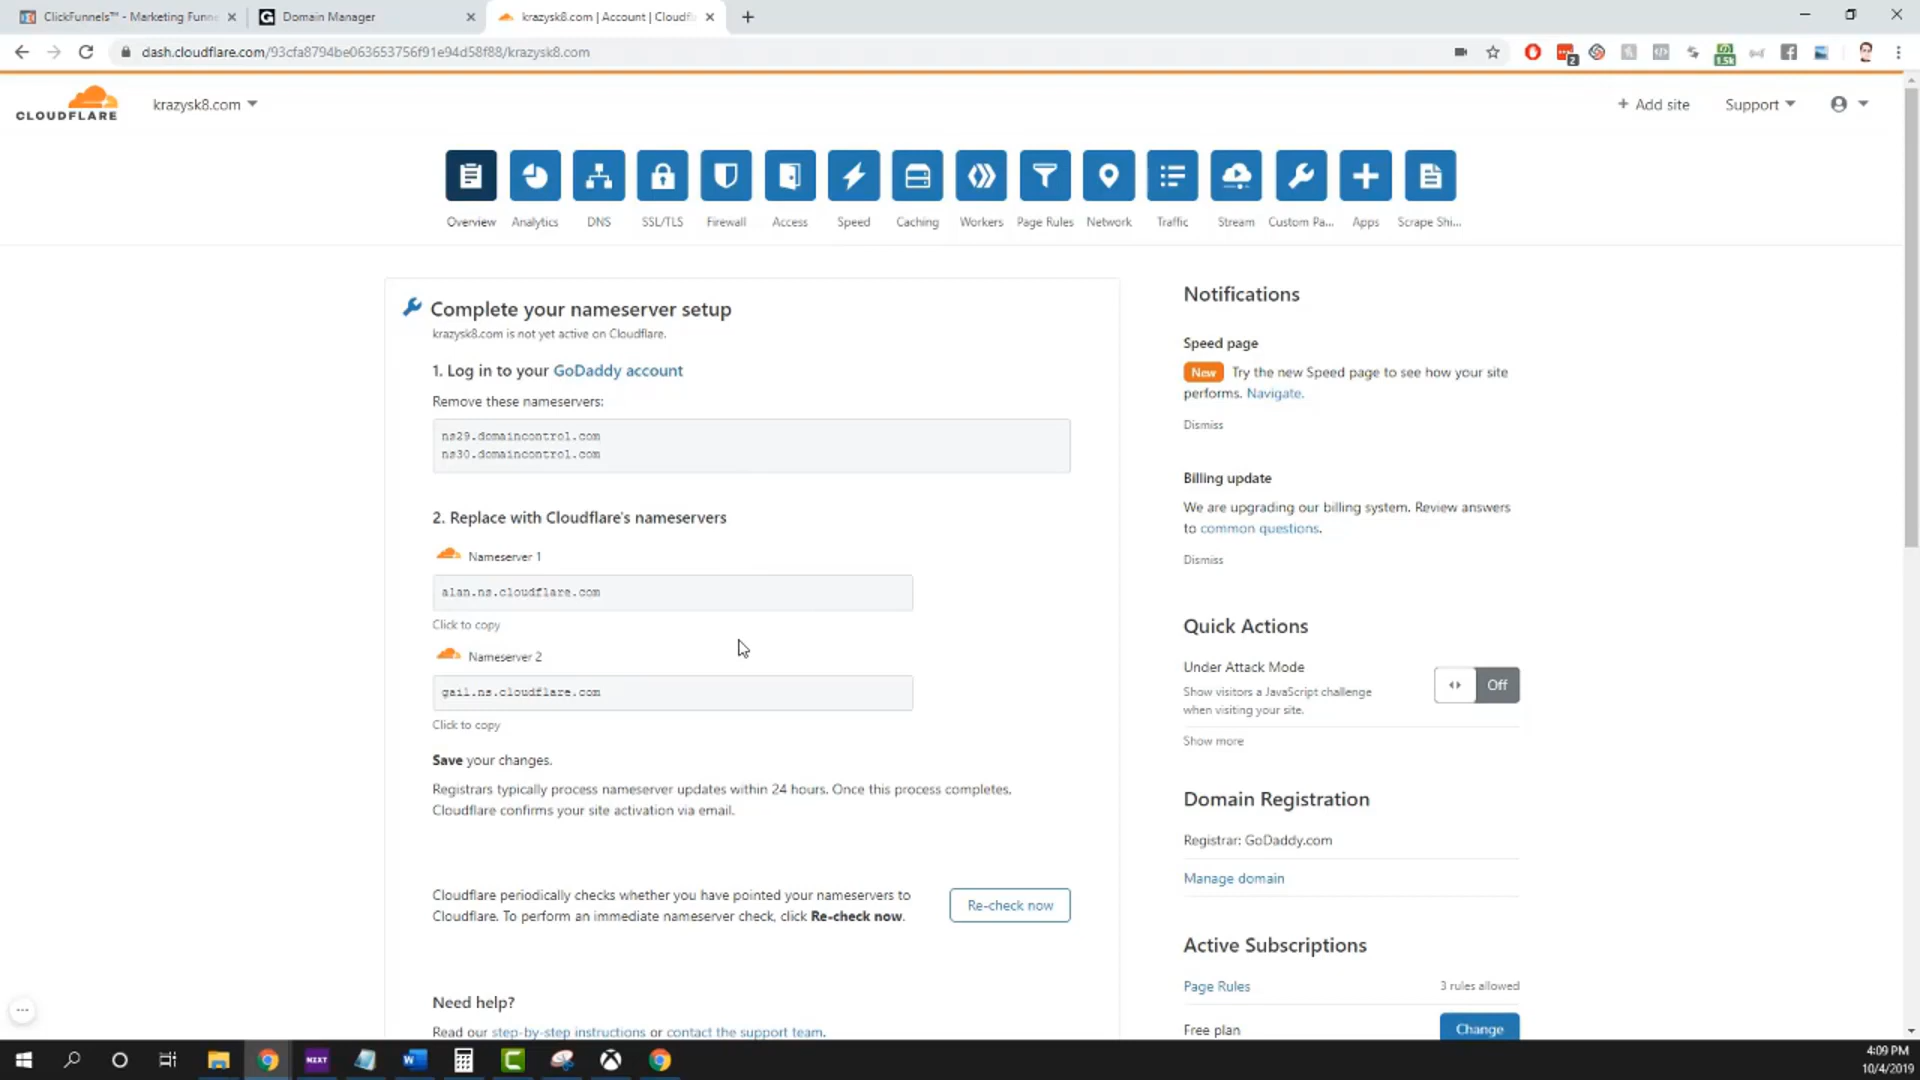 ClickFunnels™ - Marketing Funne
Domain Manager
krazysk8.com | Account | Cloudfl
dash.cloudflare.com/93cfa8794be063653756f91e94d58f88/krazysk8.com
2
1.5k
CLOUDFLARE
krazysk8.com
+ Add site
Support
Overview
Analytics
DNS
SSL/TLS
Firewall
Access
Speed
Caching
Workers
Page Rules
Network
Traffic
Stream
Custom Pa...
Apps
Scrape Shi...
Complete your nameserver setup
krazysk8.com is not yet active on Cloudflare.
1. Log in to your GoDaddy account
Remove these nameservers:
ns29.domaincontrol.com
ns30.domaincontrol.com
2. Replace with Cloudflare's nameservers
Nameserver 1
alan.ns.cloudflare.com
Click to copy
Nameserver 2
gail.ns.cloudflare.com
Click to copy
Save your changes.
Registrars typically process nameserver updates within 24 hours. Once this process completes,
Cloudflare confirms your site activation via email.
Cloudflare periodically checks whether you have pointed your nameservers to
Cloudflare. To perform an immediate nameserver check, click Re-check now.
Re-check now
Need help?
Read our step-by-step instructions or contact the support team.
Notifications
Speed page
New Try the new Speed page to see how your site
performs. Navigate.
Dismiss
Billing update
We are upgrading our billing system. Review answers
to common questions.
Dismiss
Quick Actions
Under Attack Mode
Show visitors a JavaScript challenge
when visiting your site.
Off
Show more
Domain Registration
Registrar: GoDaddy.com
Manage domain
Active Subscriptions
Page Rules
3 rules allowed
Free plan
Change
NZXT
4:09 PM
10/4/2019